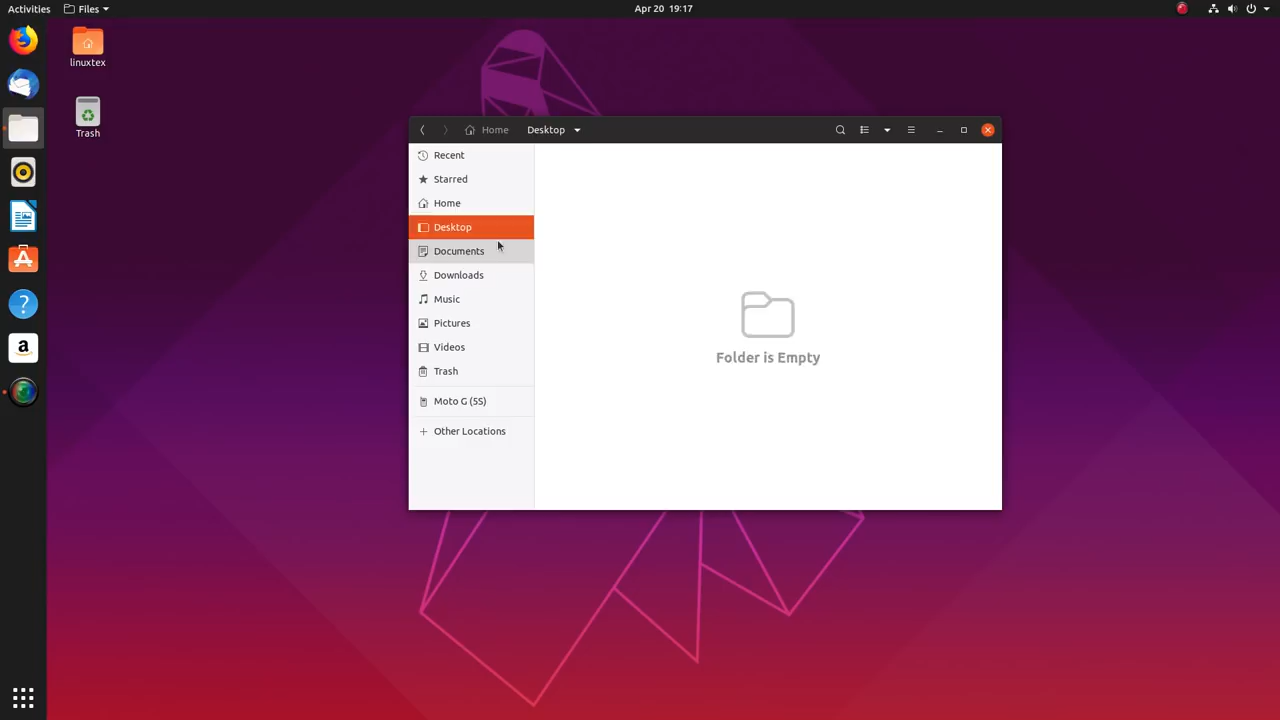 Activities
Files
Apr 20 19:17
linuxtex
Trash
Home
Desktop
Recent
Starred
Home
Desktop
Documents
Downloads
Music
Pictures
Videos
Trash
Moto G (5S)
Other Locations
Folder is Empty